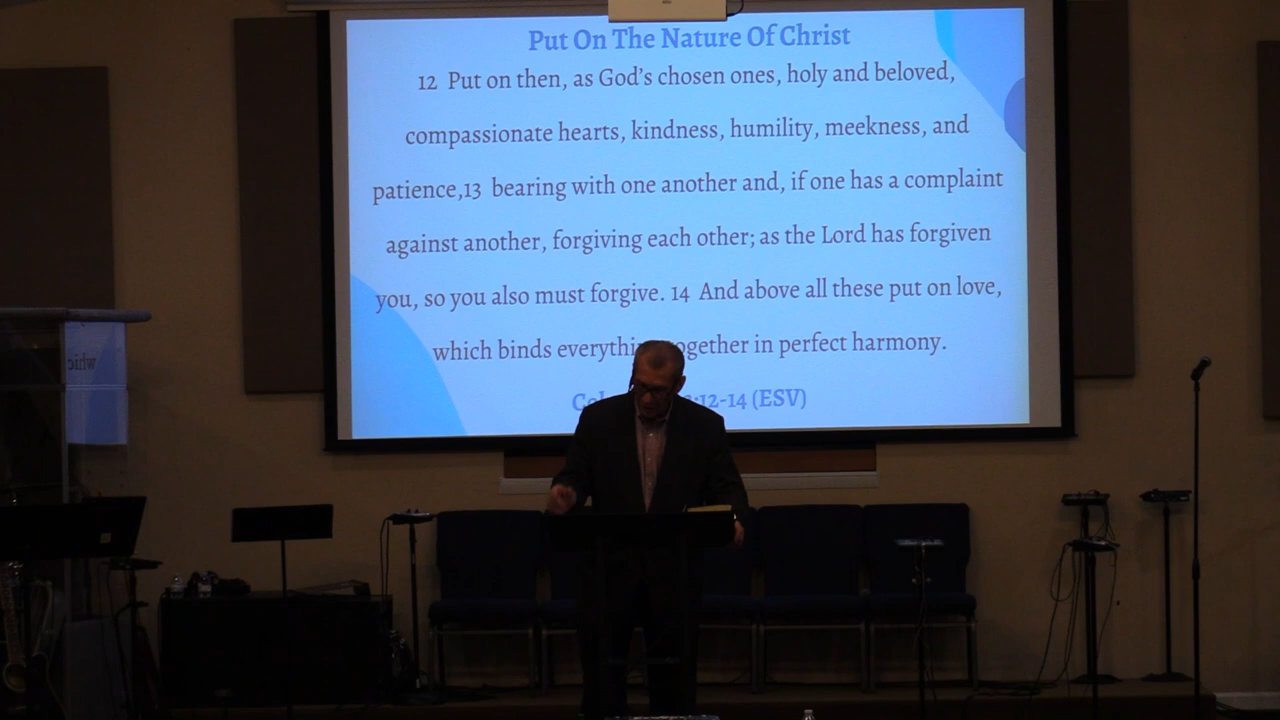 Put On The Nature Of Christ
12 Put on then, as God's chosen ones, holy and beloved,
compassionate hearts, kindness, humility, meekness, and
patience,13 bearing with one another and, if one has a complaint
against another, forgiving each other; as the Lord has forgiven
you, so you also must forgive. 14 And above all these put on love,
which binds everything together in perfect harmony.
:12-14 (ESV)
whic